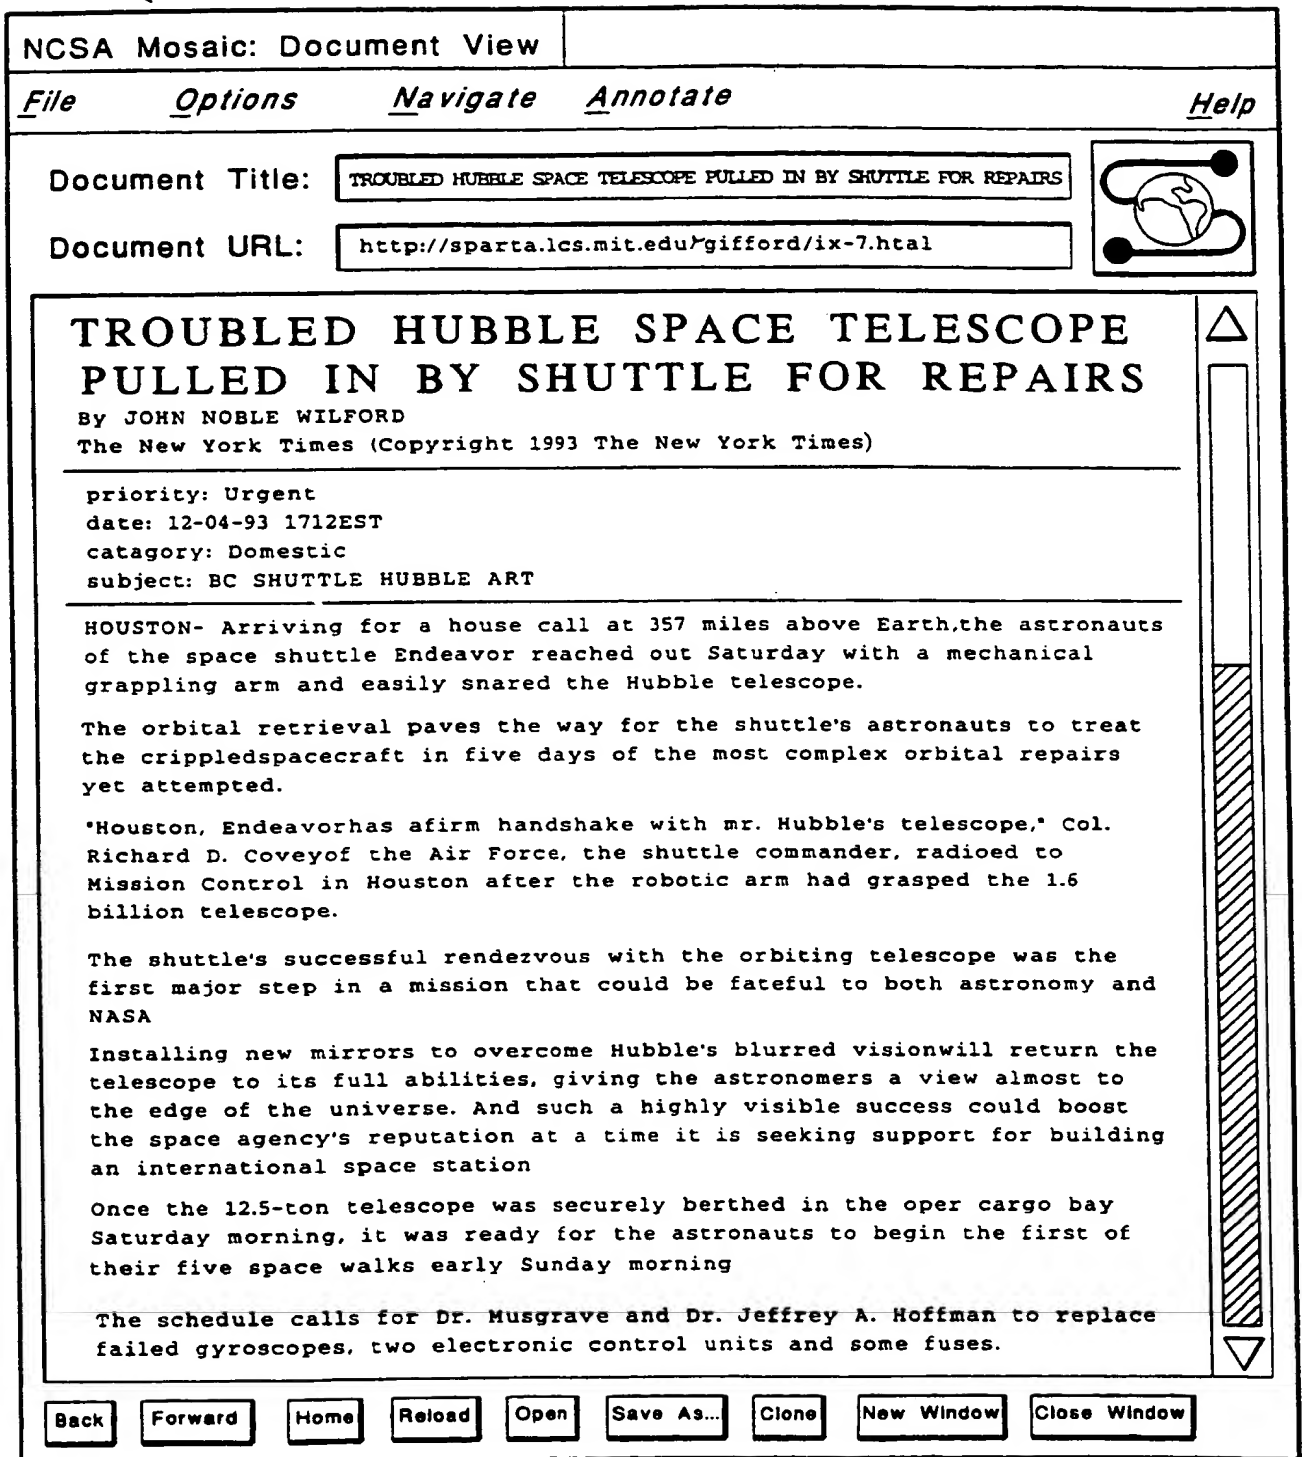 NCSA Mosaic: Document View
File Options Navigate Annotate Help
Document Title: TROUBLED HUBBLE SPACE TELESCOPE PULLED IN BY SHUTTLE FOR REPAIRS
Document URL: http://sparta.lcs.mit.edu/~gifford/ix-7.htal
TROUBLED HUBBLE SPACE TELESCOPE
PULLED IN BY SHUTTLE FOR REPAIRS
By JOHN NOBLE WILFORD
The New York Times (Copyright 1993 The New York Times)
priority: Urgent
date: 12-04-93 1712EST
catagory: Domestic
subject: BC SHUTTLE HUBBLE ART
HOUSTON- Arriving for a house call at 357 miles above Earth,the astronauts
of the space shuttle Endeavor reached out Saturday with a mechanical
grappling arm and easily snared the Hubble telescope.
The orbital retrieval paves the way for the shuttle's astronauts to treat
the crippledspacecraft in five days of the most complex orbital repairs
yet attempted.
"Houston, Endeavorhas afirm handshake with mr. Hubble's telescope," Col.
Richard D. Coveyof the Air Force, the shuttle commander, radioed to
Mission Control in Houston after the robotic arm had grasped the 1.6
billion telescope.
The shuttle's successful rendezvous with the orbiting telescope was the
first major step in a mission that could be fateful to both astronomy and
NASA
Installing new mirrors to overcome Hubble's blurred visionwill return the
telescope to its full abilities, giving the astronomers a view almost to
the edge of the universe. And such a highly visible success could boost
the space agency's reputation at a time it is seeking support for building
an international space station
Once the 12.5-ton telescope was securely berthed in the oper cargo bay
Saturday morning, it was ready for the astronauts to begin the first of
their five space walks early Sunday morning
The schedule calls for Dr. Musgrave and Dr. Jeffrey A. Hoffman to replace
failed gyroscopes, two electronic control units and some fuses.
Back Forward Home Reload Open Save As... Clone New Window Close Window